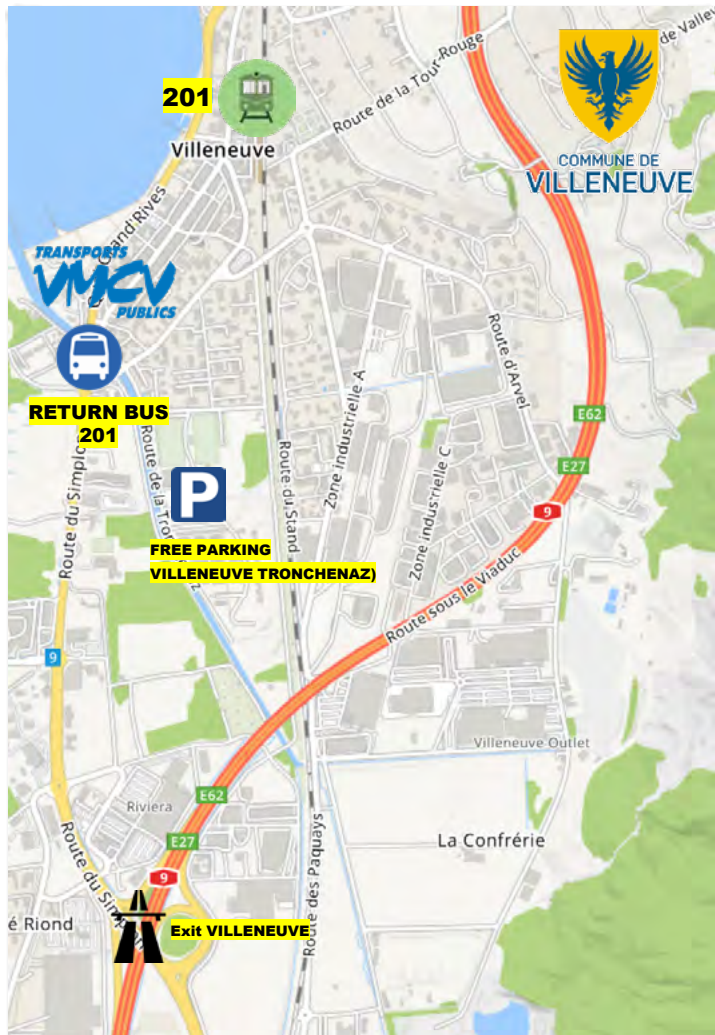 de Valley
201
Route de la Tour-Rouge
Villeneuve
COMMUNE DE
VILLENEUVE
Grand'Rives
TRANSPORTS
VMCV
PUBLICS
Route d'Arvel
Zone industrielle A
E62
RETURN BUS
201
Route du Simplo
Route de la Tron
z
P
Route du Stand
Zone industrielle C
E27
9
FREE PARKING
VILLENEUVE TRONCHENAZ)
Route sous le Viaduc
9
Villeneuve Outlet
E62
Riviera
E27
La Confrérie
Route des Paquays
9
Route du Simplon
é Riond
Exit VILLENEUVE